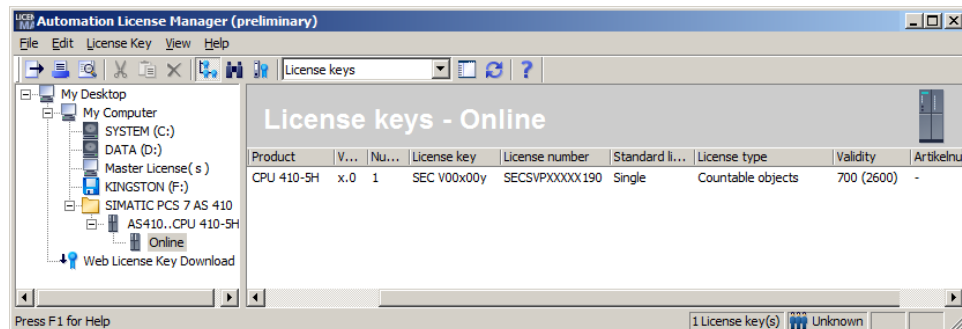 Automation License Manager (preliminary)
File Edit License Key View Help
License keys
My Desktop
My Computer
SYSTEM (C:)
DATA (D:)
Master License(s)
KINGSTON (F:)
SIMATIC PCS 7 AS 410
AS410..CPU 410-5H
Online
Web License Key Download
License keys - Online
Product V... Nu... License key License number Standard li... License type Validity Artikelnu
CPU 410-5H x.0 1 SEC V00x00y SECSVPXXXXX190 Single Countable objects 700 (2600) -
Press F1 for Help 1 License key(s) Unknown